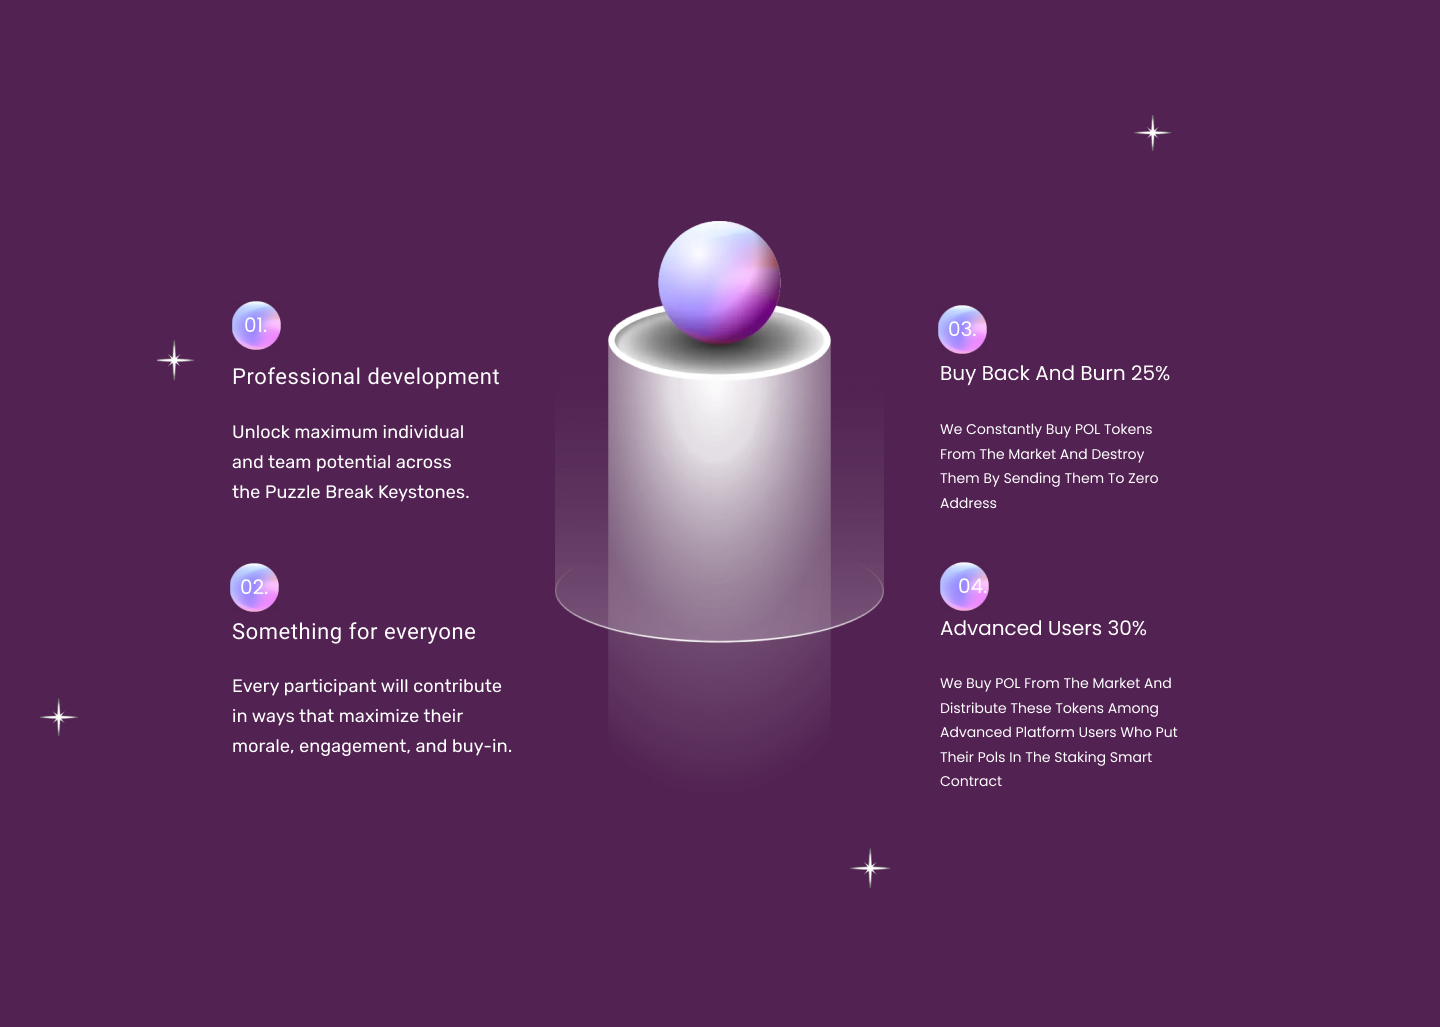 01.
Professional development
Unlock maximum individual
and team potential across
the Puzzle Break Keystones.
02.
Something for everyone
Every participant will contribute
in ways that maximize their
morale, engagement, and buy-in.
03.
Buy Back And Burn 25%
We Constantly Buy POL Tokens
From The Market And Destroy
Them By Sending Them To Zero
Address
04.
Advanced Users 30%
We Buy POL From The Market And
Distribute These Tokens Among
Advanced Platform Users Who Put
Their Pols In The Staking Smart
Contract